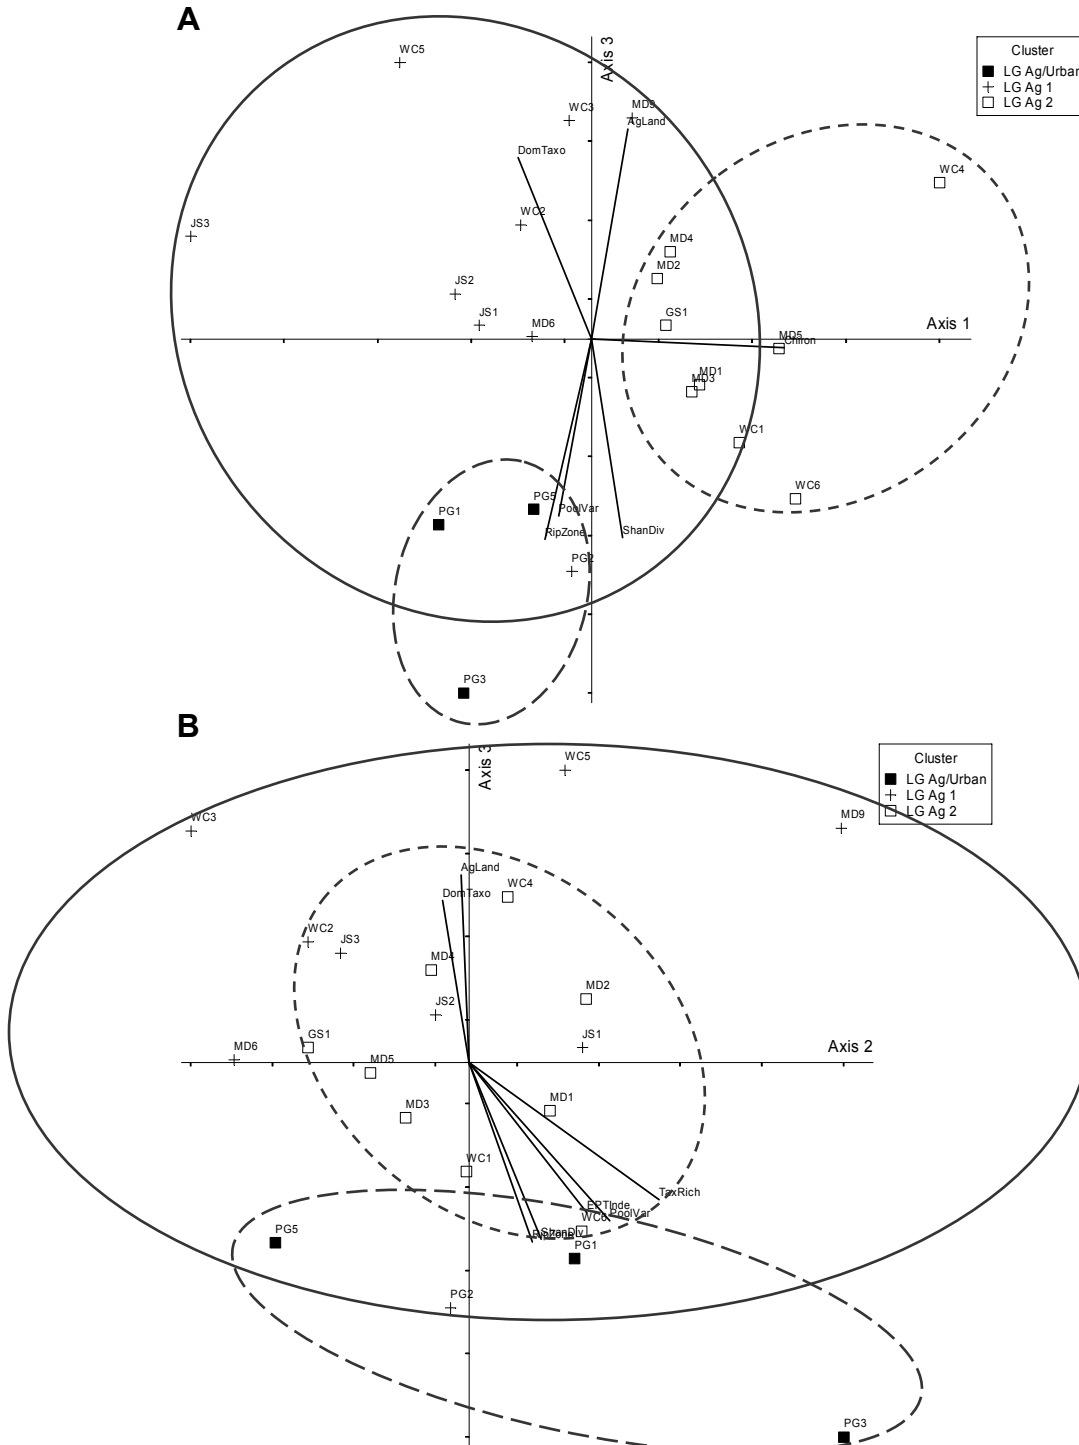 A
Axis 3
Cluster
LG Ag/Urban
LG Ag 1
LG Ag 2
WC5
WC3
MD9
AgLand
DomTaxo
WC4
WC2
JS3
MD4
MD2
JS2
JS1
GS1
MD6
Axis 1
MD5
Chiron
MD1
MD3
WC1
WC6
PG5
PG1
PoolVar
RipZone
ShanDiv
PG2
PG3
B
Axis 3
Cluster
LG Ag/Urban
LG Ag 1
LG Ag 2
WC5
WC3
MD9
AgLand
WC4
DomTaxo
WC2
JS3
MD4
MD2
JS2
GS1
JS1
MD6
Axis 2
MD5
MD3
MD1
WC1
TaxRich
EPTInde
PoolVar
WC6
ShanDiv
RipZone
PG5
PG1
PG2
PG3